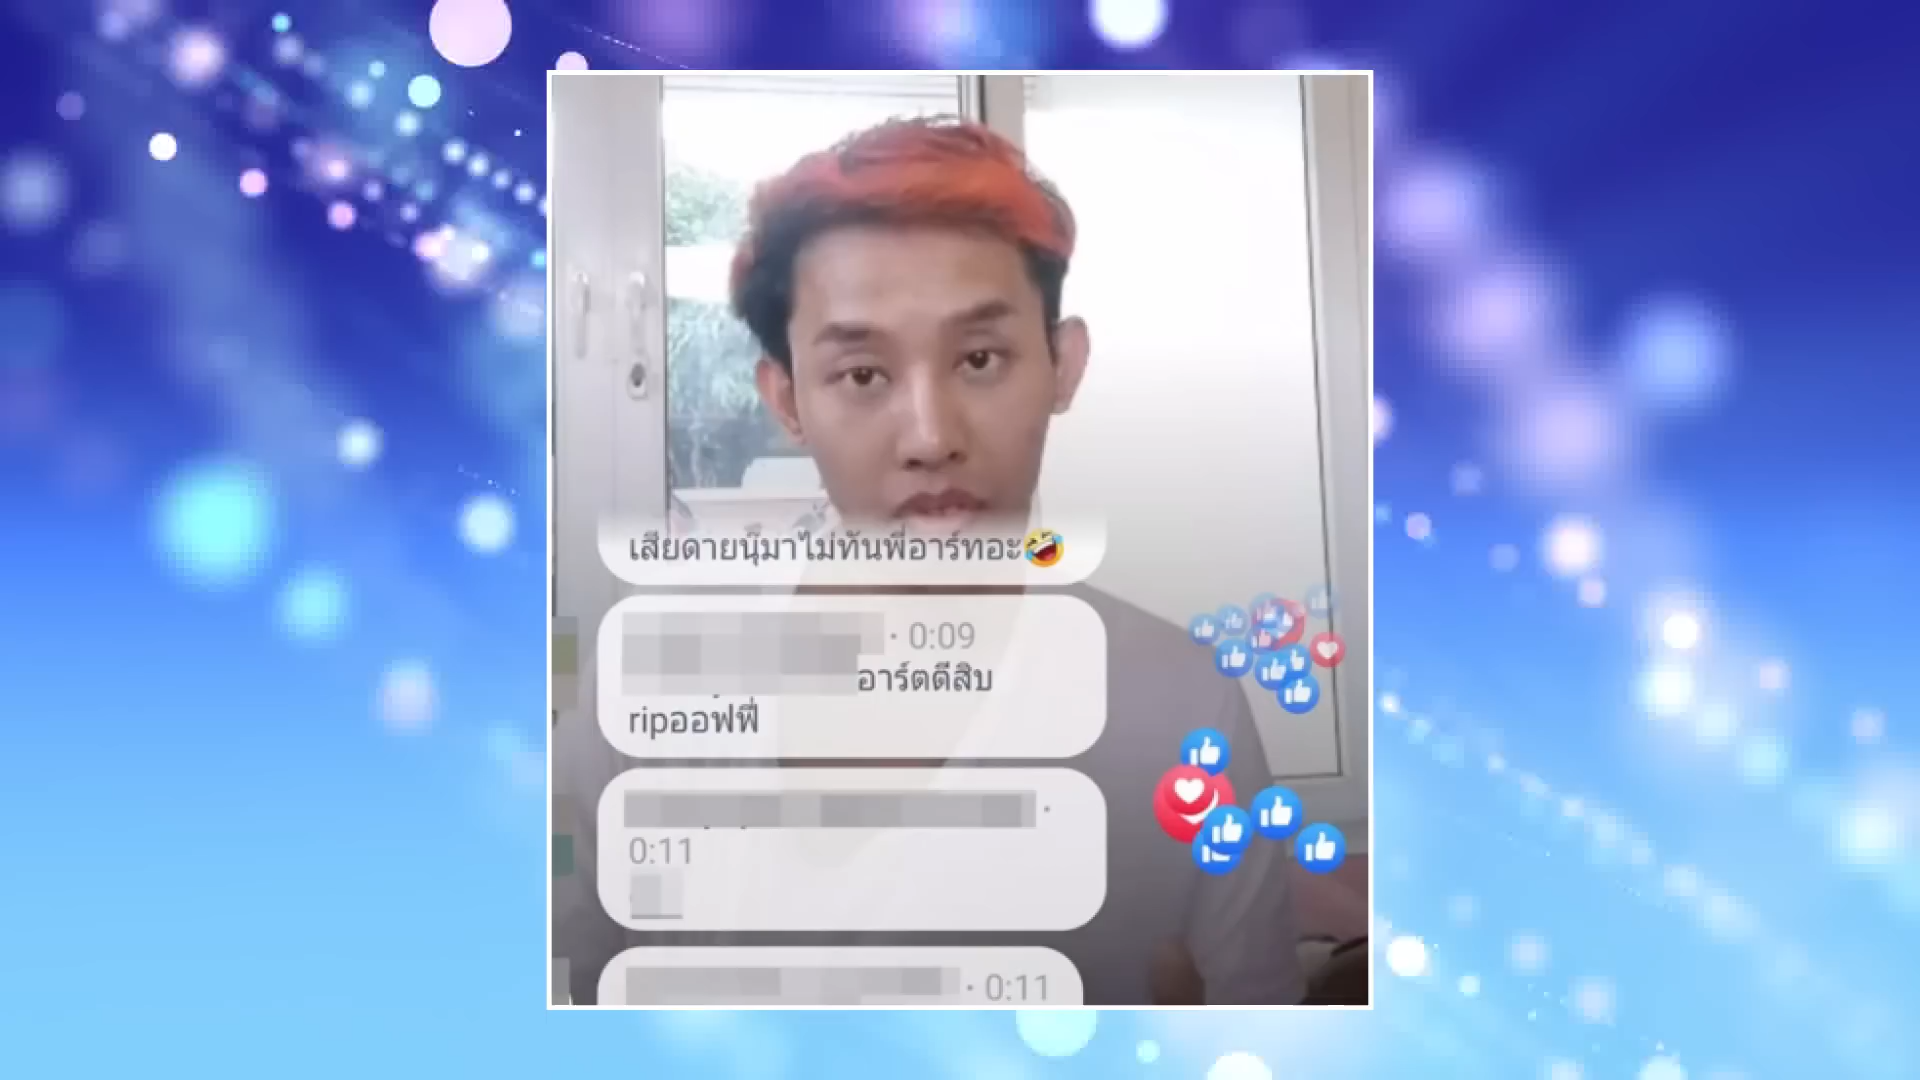 เสียดายนุ๊มาไม่ทันพี่อาร์ทอะ🤣
· 0:09
อาร์ตตีสิบ
ripออฟฟี่
·
0:11
· 0:11